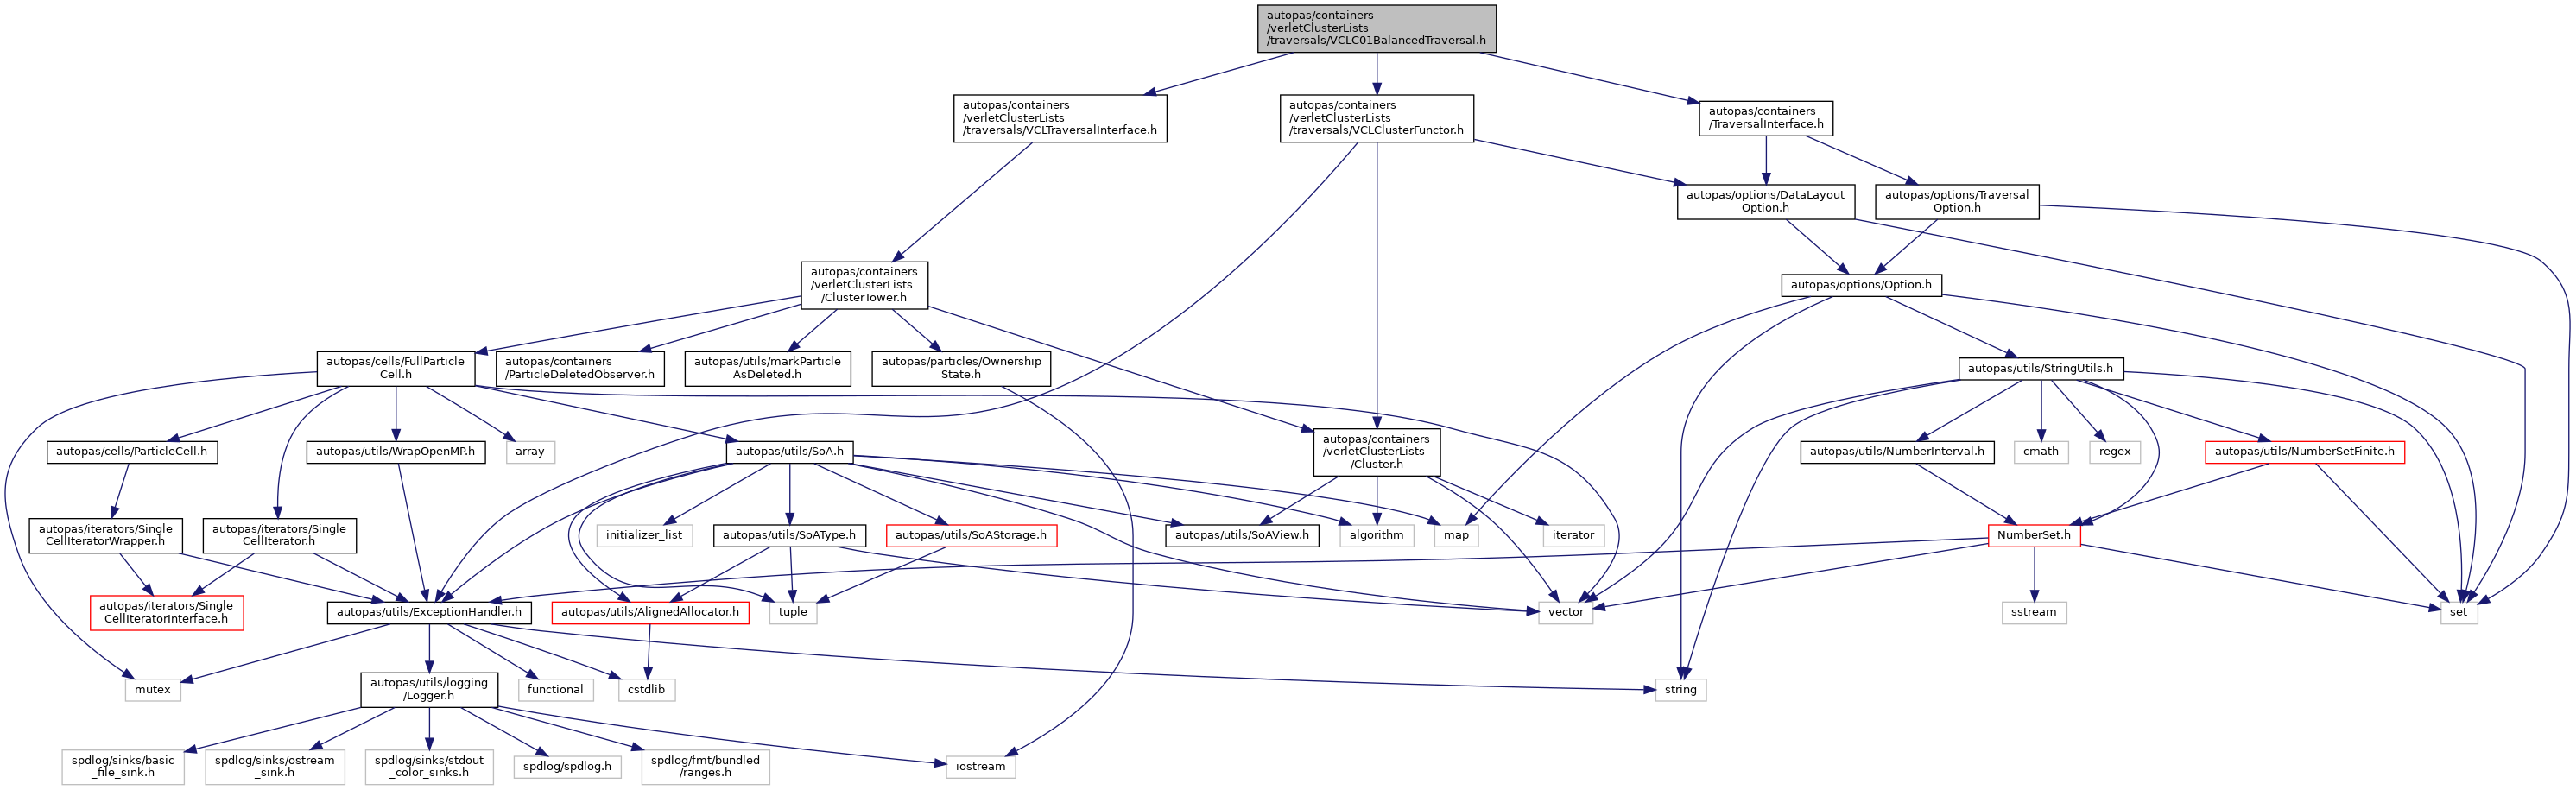 autopas/containers
/verletClusterLists
/traversals/VCLC01BalancedTraversal.h
autopas/containers
/verletClusterLists
/traversals/VCLTraversalInterface.h
autopas/containers
/verletClusterLists
/traversals/VCLClusterFunctor.h
autopas/containers
/TraversalInterface.h
autopas/options/DataLayout
Option.h
autopas/options/Traversal
Option.h
autopas/containers
/verletClusterLists
/ClusterTower.h
autopas/options/Option.h
autopas/cells/FullParticle
Cell.h
autopas/containers
/ParticleDeletedObserver.h
autopas/utils/markParticle
AsDeleted.h
autopas/particles/Ownership
State.h
autopas/utils/StringUtils.h
autopas/cells/ParticleCell.h
autopas/utils/WrapOpenMP.h
array
autopas/utils/SoA.h
autopas/containers
/verletClusterLists
/Cluster.h
autopas/utils/NumberInterval.h
cmath
regex
autopas/utils/NumberSetFinite.h
autopas/iterators/Single
CellIteratorWrapper.h
autopas/iterators/Single
CellIterator.h
initializer_list
autopas/utils/SoAType.h
autopas/utils/SoAStorage.h
autopas/utils/SoAView.h
algorithm
map
iterator
NumberSet.h
autopas/iterators/Single
CellIteratorInterface.h
autopas/utils/ExceptionHandler.h
autopas/utils/AlignedAllocator.h
tuple
vector
sstream
set
mutex
autopas/utils/logging
/Logger.h
functional
cstdlib
string
spdlog/sinks/basic
_file_sink.h
spdlog/sinks/ostream
_sink.h
spdlog/sinks/stdout
_color_sinks.h
spdlog/spdlog.h
spdlog/fmt/bundled
/ranges.h
iostream